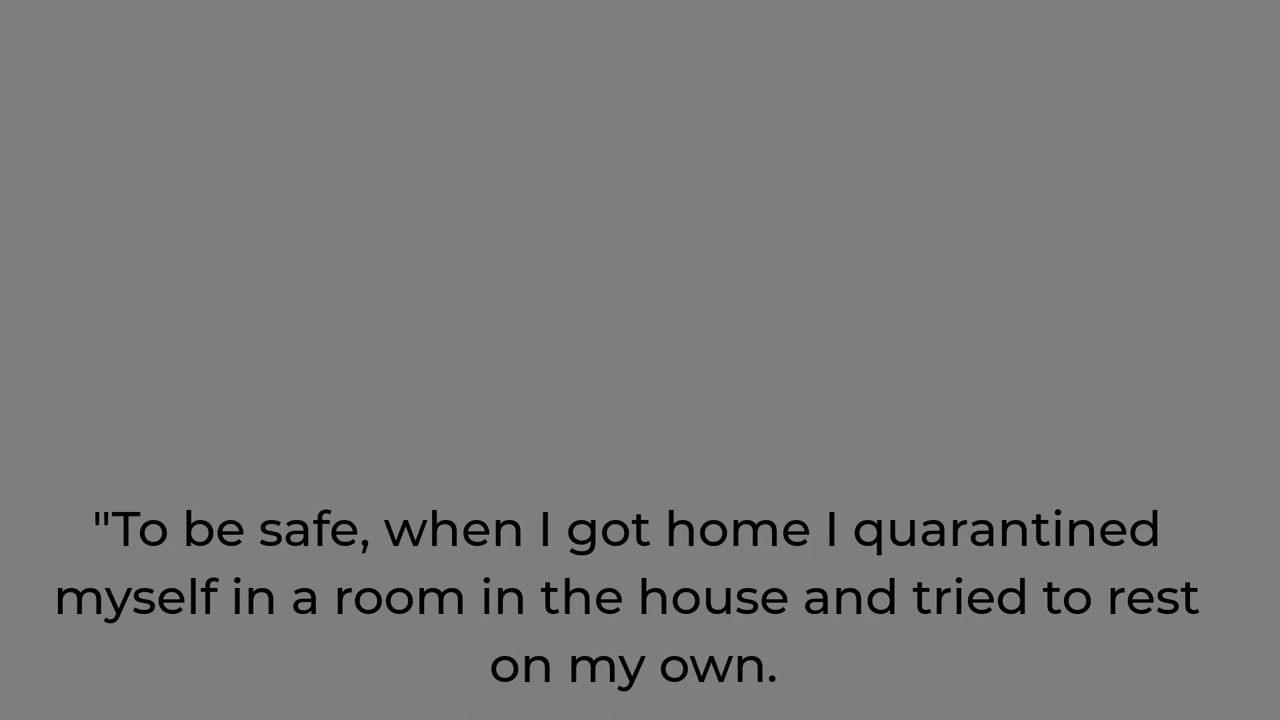 "To be safe, when I got home I quarantined
myself in a room in the house and tried to rest
on my own.